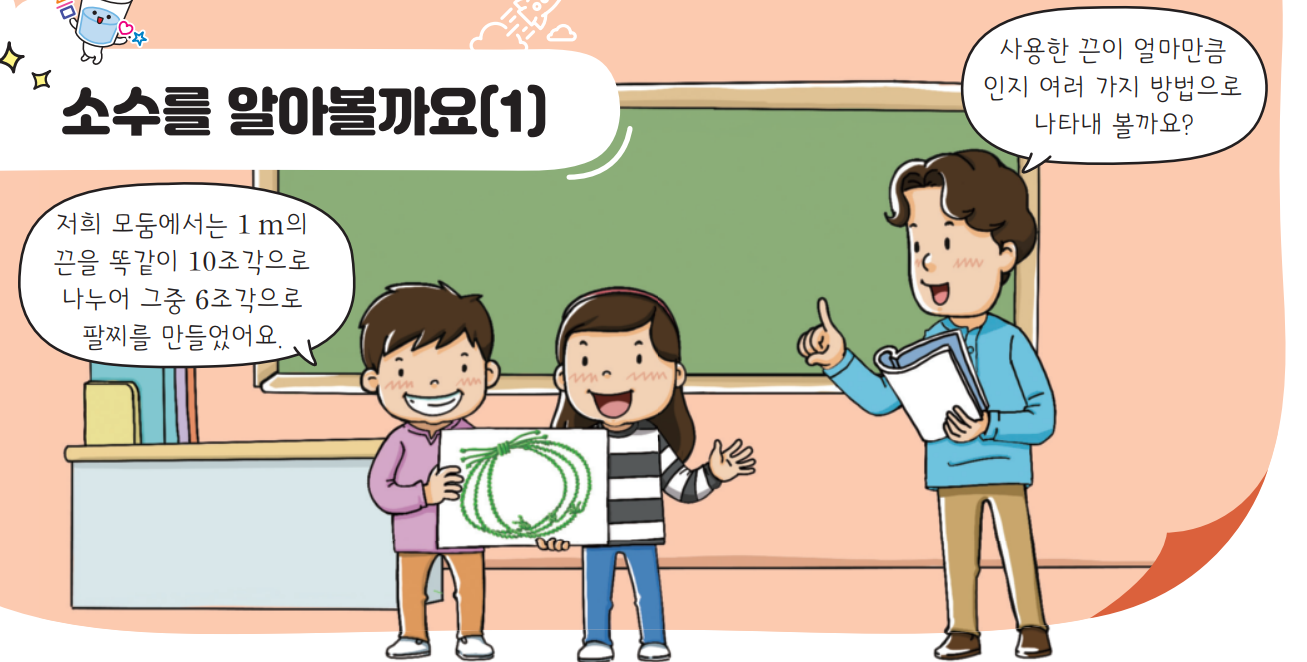 소수를 알아볼까요(1)
사용한 끈이 얼마만큼
인지 여러 가지 방법으로
나타내 볼까요?
저희 모둠에서는 1 m의
끈을 똑같이 10조각으로
나누어 그중 6조각으로
팔찌를 만들었어요.